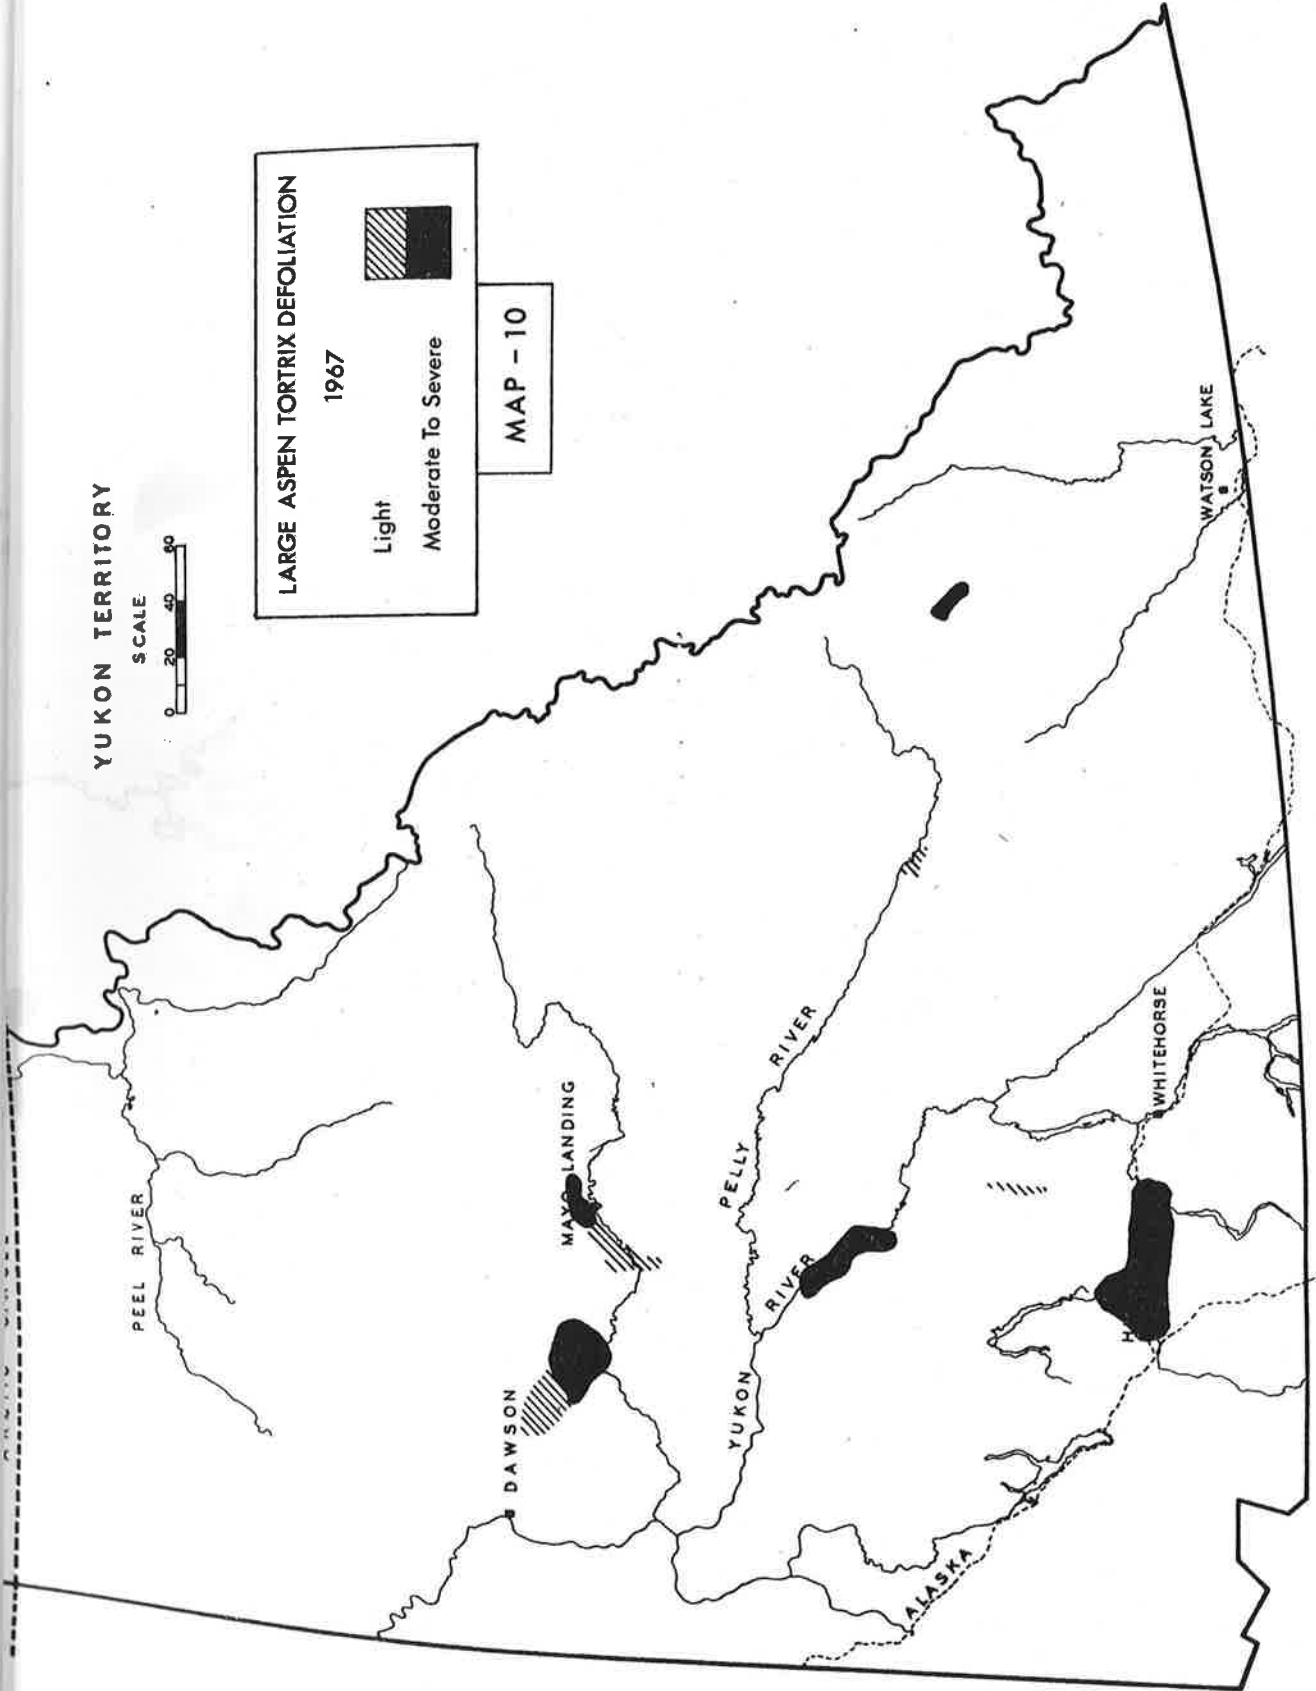 YUKON TERRITORY
SCALE
0 20 40 60
LARGE ASPEN TORTRIX DEFOLIATION
1967
Light
Moderate To Severe
MAP - 10
PEEL RIVER
MAYO LANDING
DAWSON
PELLY RIVER
YUKON RIVER
WATSON LAKE
WHITEHORSE
H
ALASKA